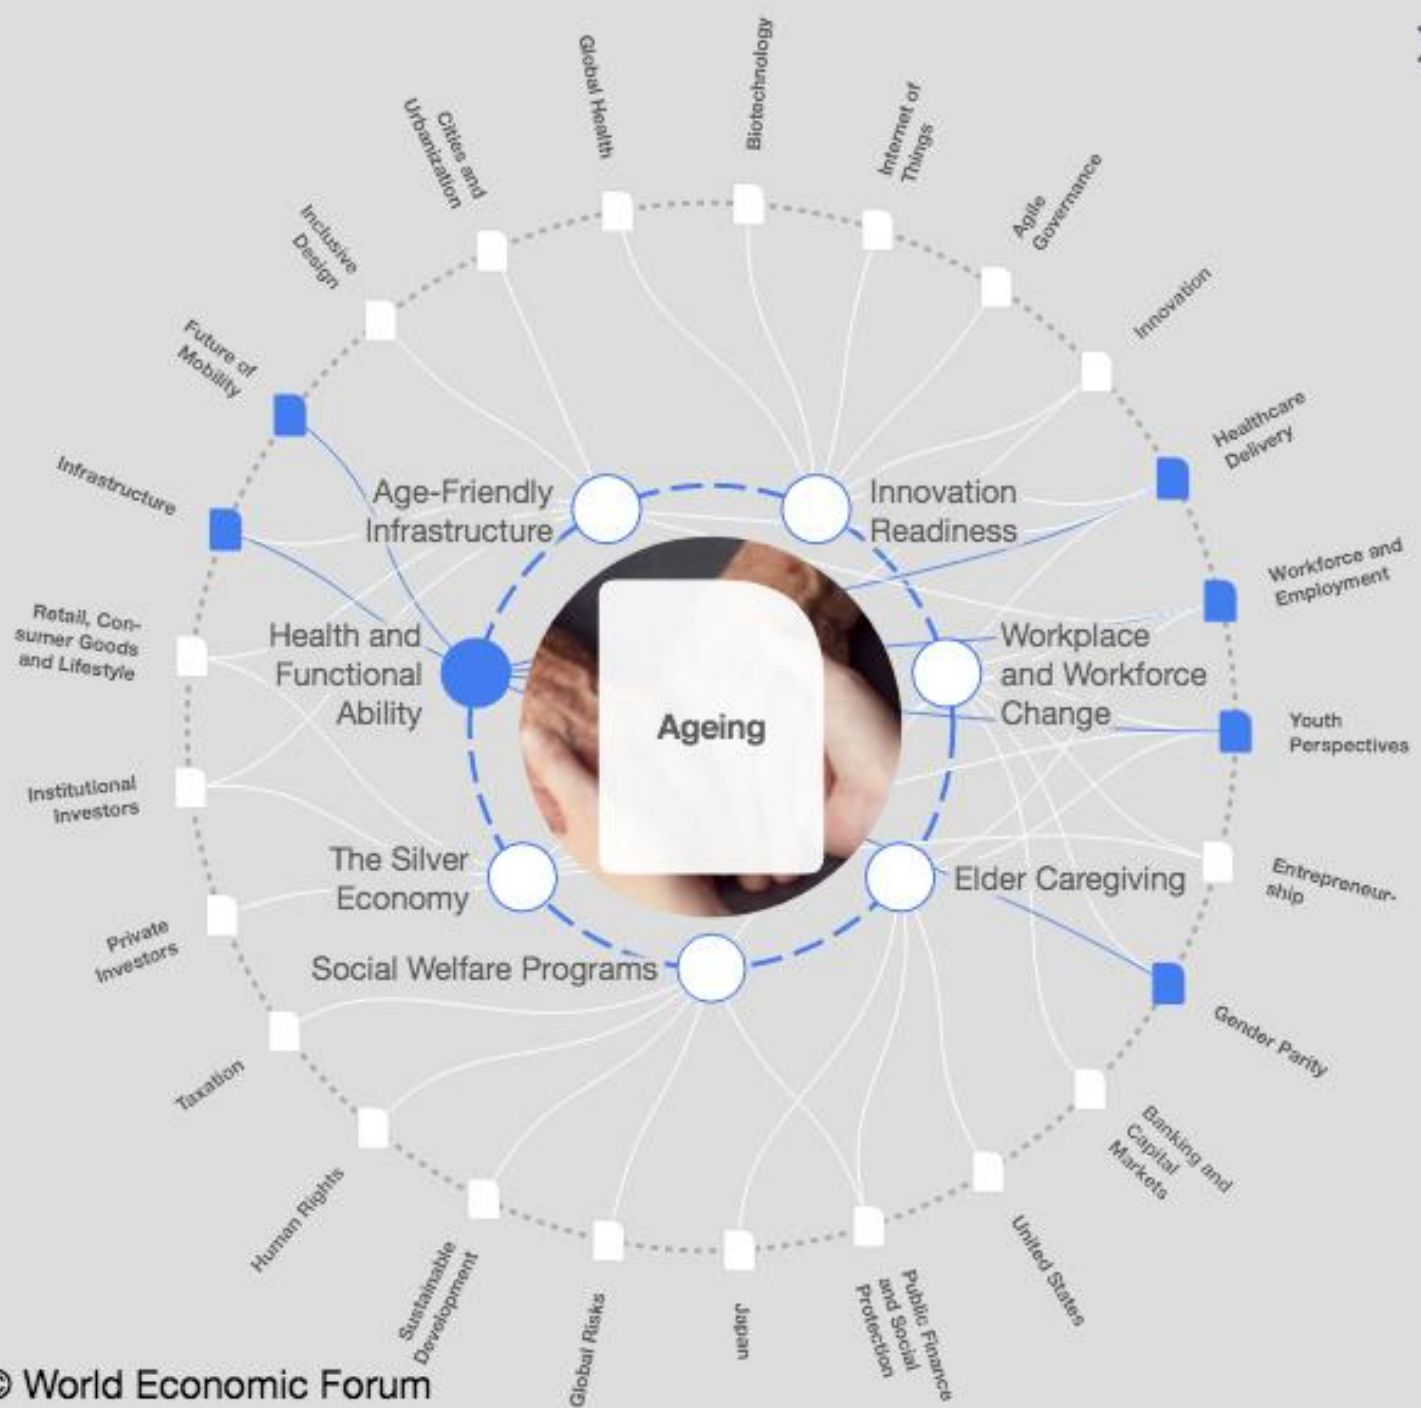 Global Health
Biotechnology
Internet of
Things
Agile
Governance
Innovation
Healthcare
Delivery
Workforce and
Employment
Youth
Perspectives
Entrepreneur-
ship
Gender Parity
Banking and
Capital
Markets
United States
Public Finance
and Social
Protection
Japan
Global Risks
Sustainable
Development
Human Rights
Taxation
Private
Investors
Institutional
Investors
Retail, Con-
sumer Goods
and Lifestyle
Infrastructure
Future of
Mobility
Inclusive
Design
Cities and
Urbanization
Age-Friendly
Infrastructure
Innovation
Readiness
Health and
Functional
Ability
Workplace
and Workforce
Change
Ageing
The Silver
Economy
Elder Caregiving
Social Welfare Programs
© World Economic Forum